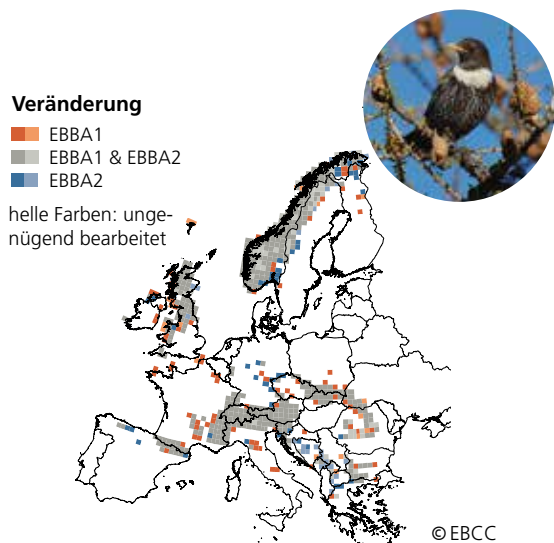 Veränderung
EBBA1
EBBA1 & EBBA2
EBBA2
helle Farben: unge-
nügend bearbeitet
© EBCC